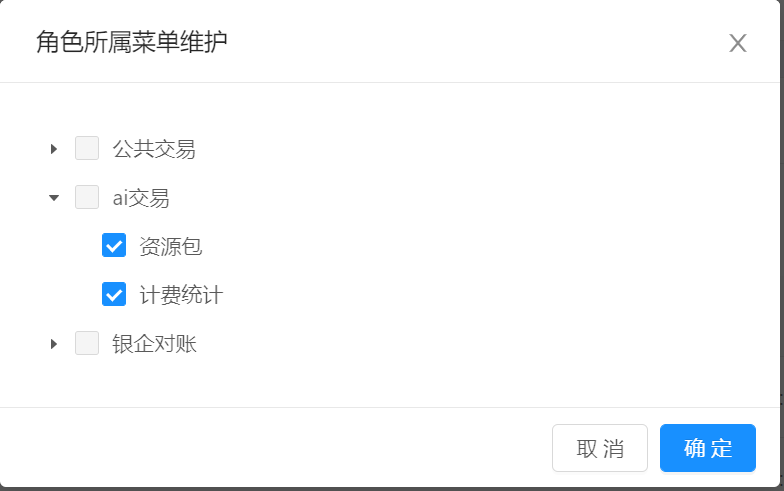 角色所属菜单维护
公共交易
ai交易
资源包
计费统计
银企对账
取 消
确 定